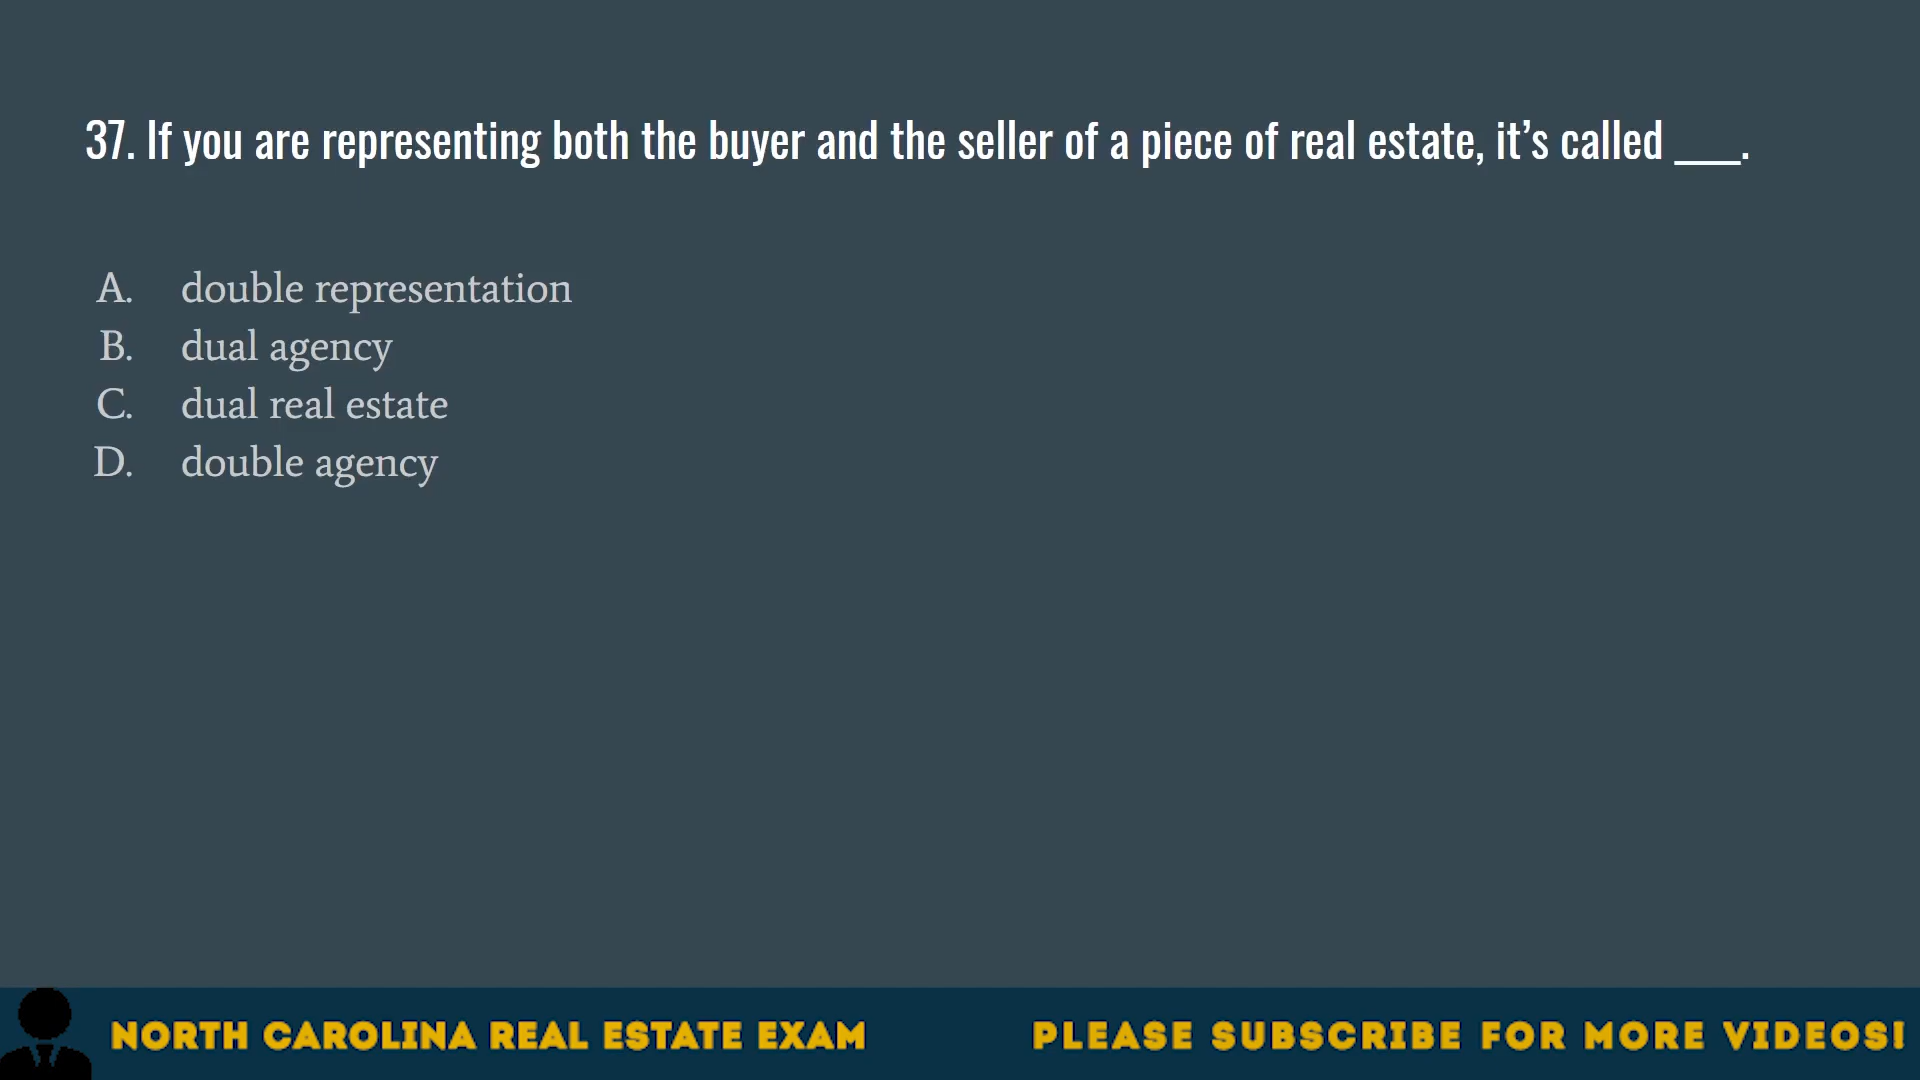 37. If you are representing both the buyer and the seller of a piece of real estate, it’s called ____.
A. double representation
B. dual agency
C. dual real estate
D. double agency
NORTH CAROLINA REAL ESTATE EXAM
PLEASE SUBSCRIBE FOR MORE VIDEOS!